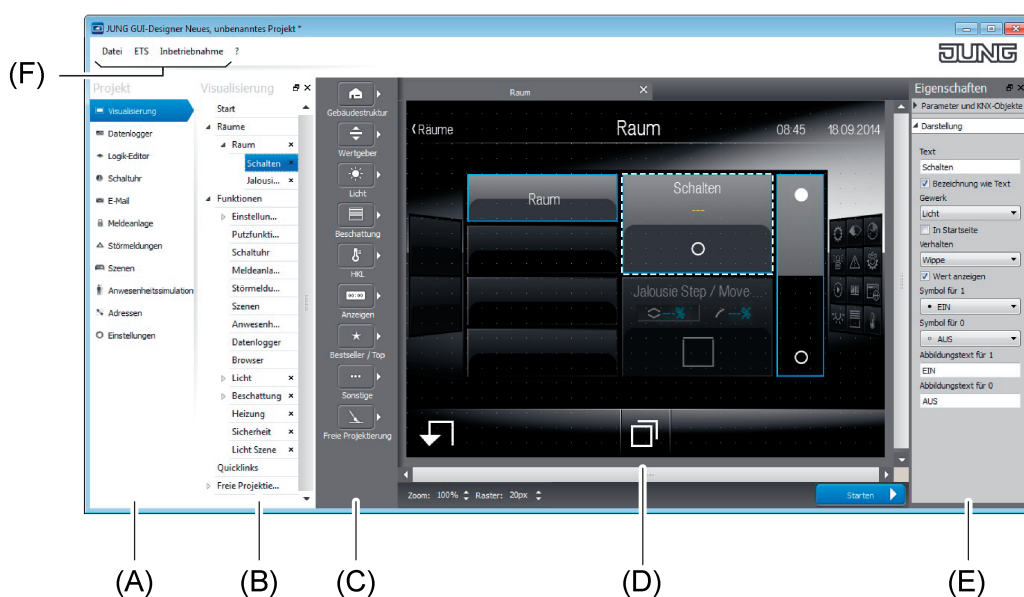 JUNG GUI-Designer Neues, unbenanntes Projekt *
Datei ETS Inbetriebnahme ?
JUNG
(F)
Projekt
Visualisierung
Datenlogger
Logik-Editor
Schaltuhr
E-Mail
Meldeanlage
Störmeldungen
Szenen
Anwesenheitssimulation
Adressen
Einstellungen
Visualisierung
Start
Räume
Raum
Schalten
Jalousi...
Funktionen
Einstellun...
Putzfunkti...
Schaltuhr
Meldeanla...
Störmeldu...
Szenen
Anwesenh...
Datenlogger
Browser
Licht
Beschattung
Heizung
Sicherheit
Licht Szene
Quicklinks
Freie Projektie...
Gebäudestruktur
Wertgeber
Licht
Beschattung
HKL
00:00
Anzeigen
Bestseller / Top
Sonstige
Freie Projektierung
Raum
Räume
Raum
08:45 18.09.2014
Raum
Schalten
---
Jalousie Step / Move...
---% ---%
Zoom: 100% Raster: 20px
Starten
Eigenschaften
Parameter und KNX-Objekte
Darstellung
Text
Schalten
Bezeichnung wie Text
Gewerk
Licht
In Startseite
Verhalten
Wippe
Wert anzeigen
Symbol für 1
EIN
Symbol für 0
AUS
Abbildungstext für 1
EIN
Abbildungstext für 0
AUS
(A) (B) (C) (D) (E)